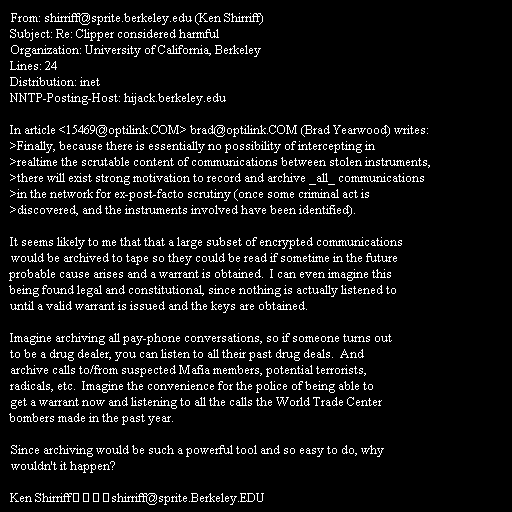 From: shirriff@sprite.berkeley.edu (Ken Shirriff)
Subject: Re: Clipper considered harmful
Organization: University of California, Berkeley
Lines: 24
Distribution: inet
NNTP-Posting-Host: hijack.berkeley.edu

In article <15469@optilink.COM> brad@optilink.COM (Brad Yearwood) writes:
>Finally, because there is essentially no possibility of intercepting in
>realtime the scrutable content of communications between stolen instruments,
>there will exist strong motivation to record and archive _all_ communications
>in the network for ex-post-facto scrutiny (once some criminal act is
>discovered, and the instruments involved have been identified).

It seems likely to me that that a large subset of encrypted communications
would be archived to tape so they could be read if sometime in the future
probable cause arises and a warrant is obtained.  I can even imagine this
being found legal and constitutional, since nothing is actually listened to
until a valid warrant is issued and the keys are obtained.

Imagine archiving all pay-phone conversations, so if someone turns out
to be a drug dealer, you can listen to all their past drug deals.  And
archive calls to/from suspected Mafia members, potential terrorists,
radicals, etc.  Imagine the convenience for the police of being able to
get a warrant now and listening to all the calls the World Trade Center
bombers made in the past year.

Since archiving would be such a powerful tool and so easy to do, why
wouldn't it happen?

Ken Shirriff▯▯▯▯shirriff@sprite.Berkeley.EDU